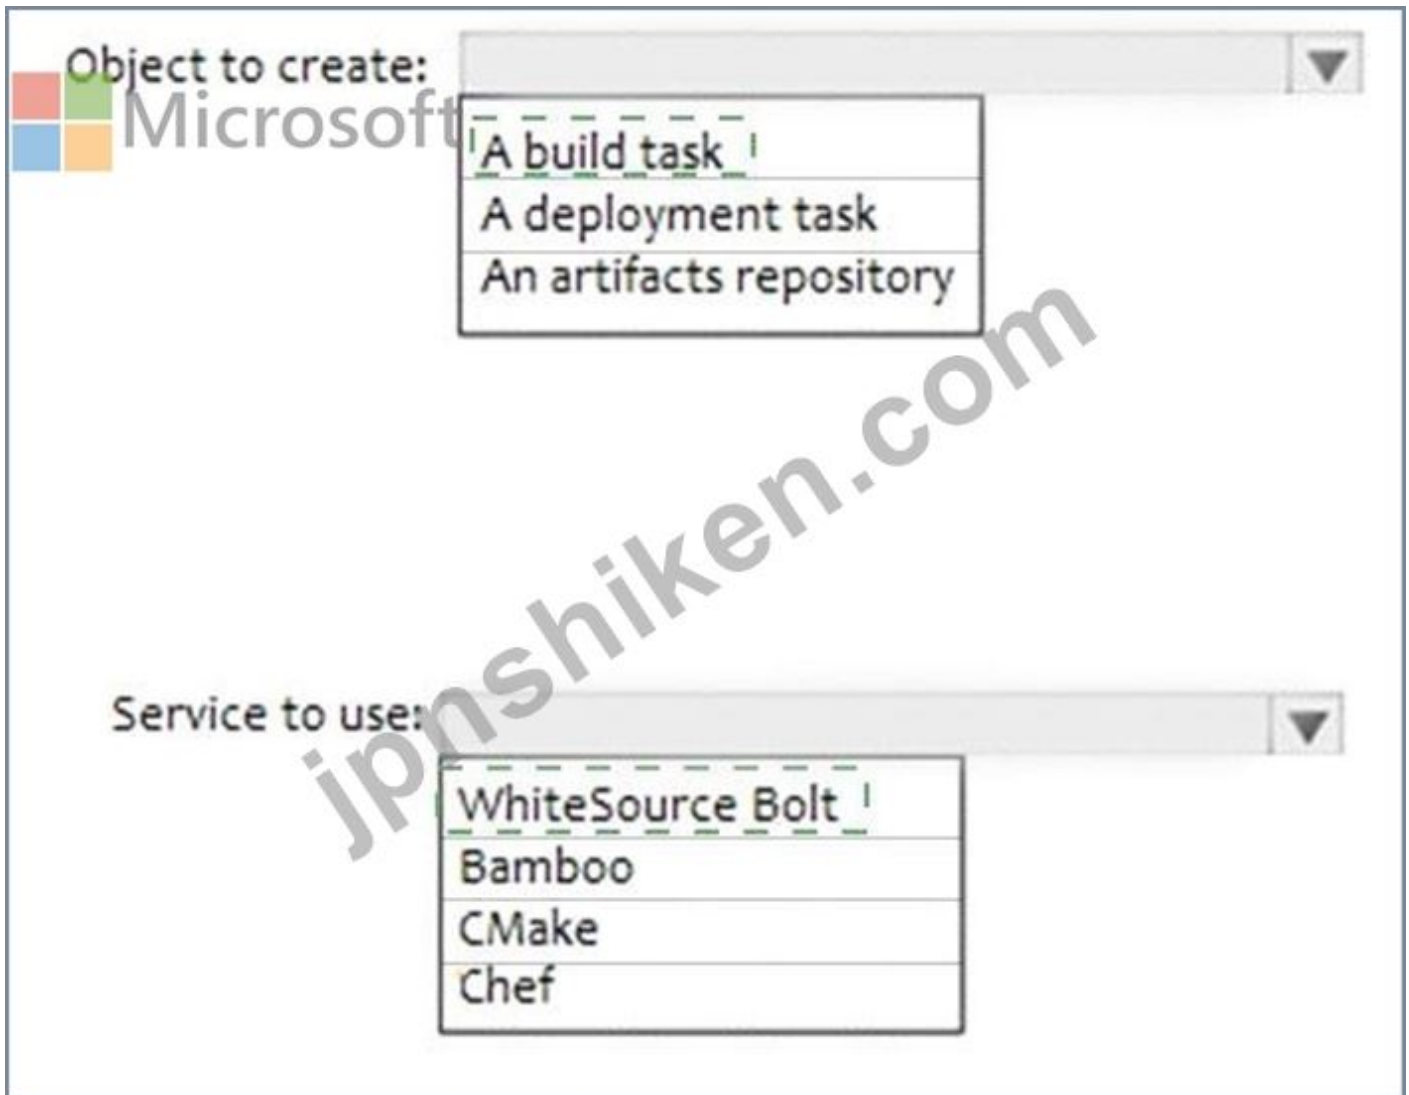 Object to create:
Microsoft
A build task
A deployment task
An artifacts repository
jpnshiken.com
Service to use:
WhiteSource Bolt
Bamboo
CMake
Chef